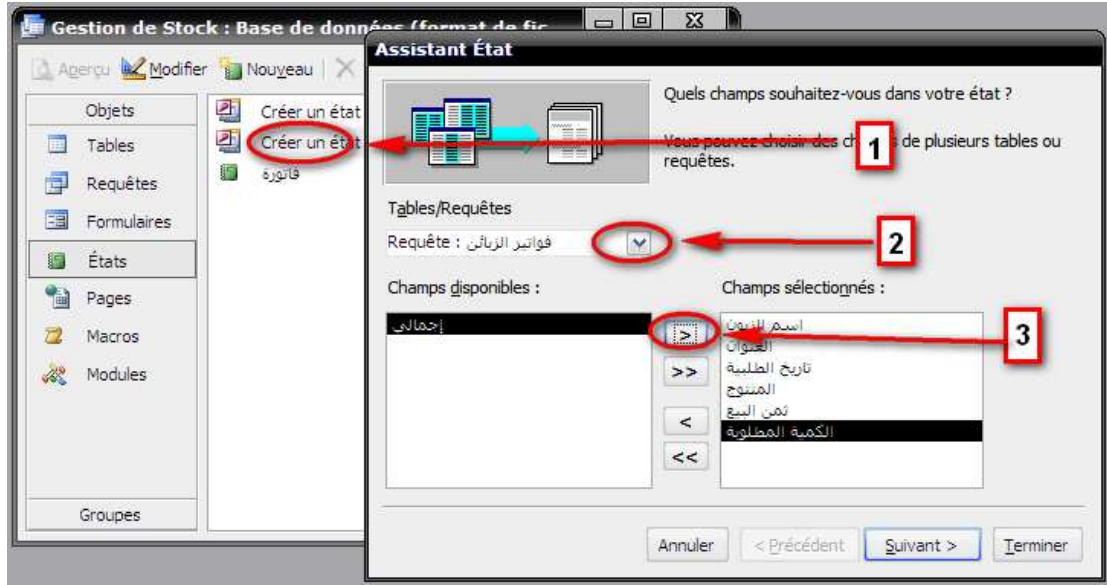 Gestion de Stock : Base de données (format de fic
Aperçu Modifier Nouveau
Objets
Tables
Requêtes
Formulaires
États
Pages
Macros
Modules
Groupes
Créer un état
Créer un état
فاتورة
Assistant État
Quels champs souhaitez-vous dans votre état ?
Vous pouvez choisir des de plusieurs tables ou
requêtes.
1
Tables/Requêtes
Requête : فواتير الزبائن
2
Champs disponibles :
إجمالي
>
>>
<
<<
Champs sélectionnés :
اسم الزبون
العنوان
تاريخ الطلبية
المنتوج
ثمن البيع
الكمية المطلوبة
3
Annuler < Précédent Suivant > Terminer